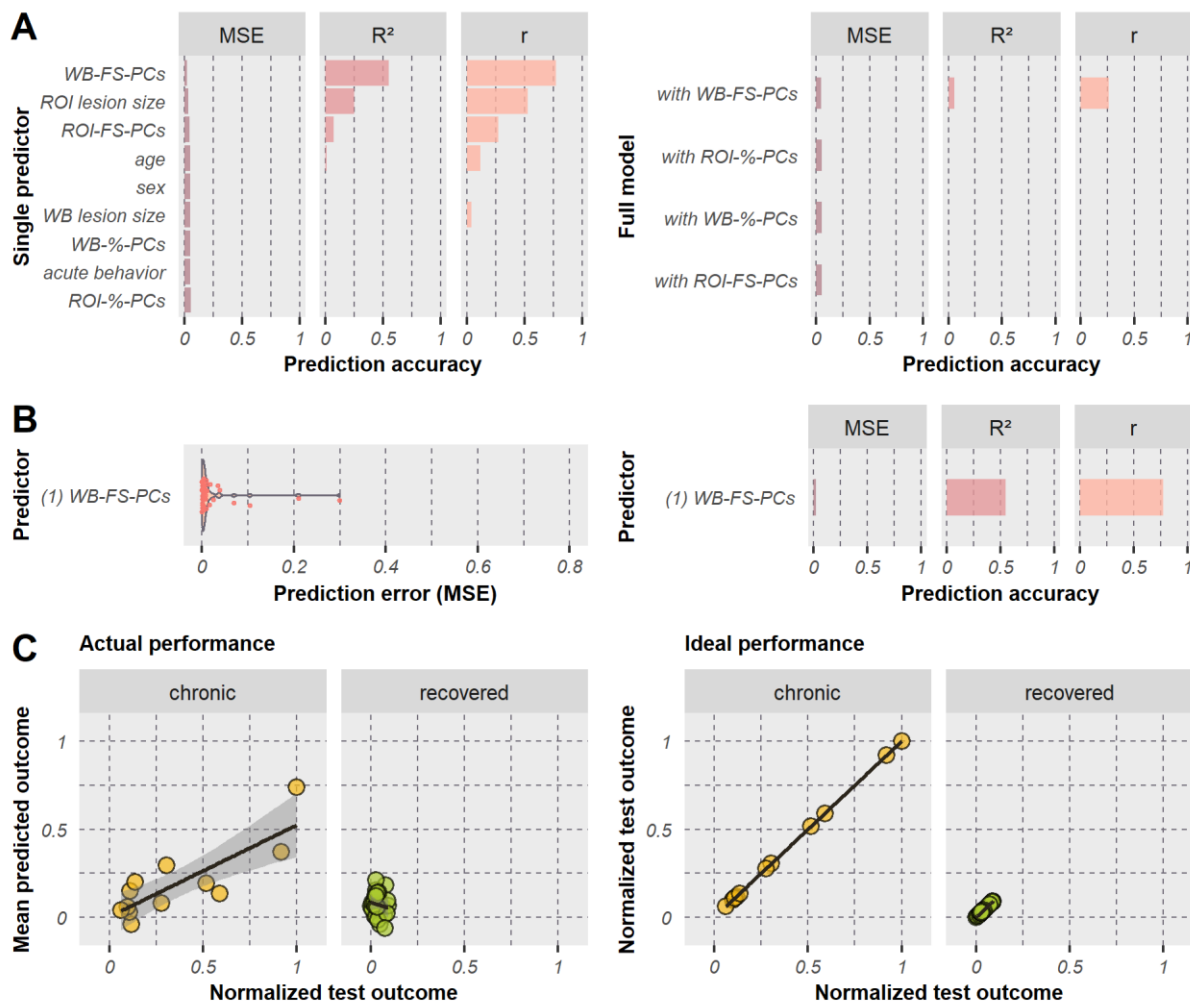 A
Single predictor
MSE
R²
r
WB-FS-PCs
ROI lesion size
ROI-FS-PCs
age
sex
WB lesion size
WB-%-PCs
acute behavior
ROI-%-PCs
0 0.5 1 0 0.5 1 0 0.5 1
Prediction accuracy
Full model
MSE
R²
r
with WB-FS-PCs
with ROI-%-PCs
with WB-%-PCs
with ROI-FS-PCs
0 0.5 1 0 0.5 1 0 0.5 1
Prediction accuracy
B
Predictor
(1) WB-FS-PCs
0 0.2 0.4 0.6 0.8
Prediction error (MSE)
Predictor
MSE
R²
r
(1) WB-FS-PCs
0 0.5 1 0 0.5 1 0 0.5 1
Prediction accuracy
C
Actual performance
chronic
recovered
Mean predicted outcome
1
0.5
0
0 0.5 1 0 0.5 1
Normalized test outcome
Ideal performance
chronic
recovered
Normalized test outcome
1
0.5
0
0 0.5 1 0 0.5 1
Normalized test outcome